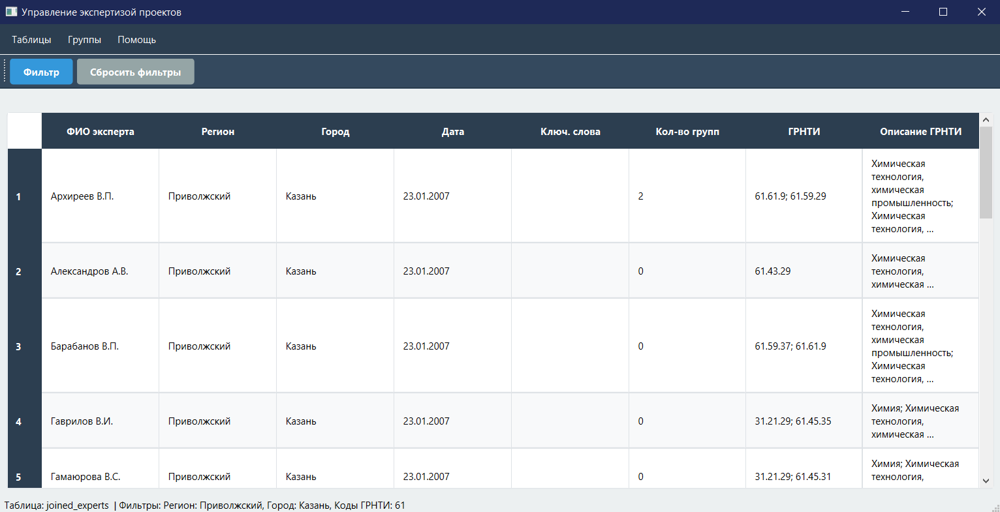 Управление экспертизой проектов
Таблицы Группы Помощь
Фильтр Сбросить фильтры
ФИО эксперта Регион Город Дата Ключ. слова Кол-во групп ГРНТИ Описание ГРНТИ
1 Архиреев В.П. Приволжский Казань 23.01.2007 2 61.61.9; 61.59.29
Химическая
технология,
химическая
промышленность;
Химическая
технология, ...
2 Александров А.В. Приволжский Казань 23.01.2007 0 61.43.29
Химическая
технология,
химическая ...
3 Барабанов В.П. Приволжский Казань 23.01.2007 0 61.59.37; 61.61.9
Химическая
технология,
химическая
промышленность;
Химическая
технология, ...
4 Гаврилов В.И. Приволжский Казань 23.01.2007 0 31.21.29; 61.45.35
Химия; Химическая
технология,
химическая ...
5 Гамаюрова В.С. Приволжский Казань 23.01.2007 0 31.21.29; 61.45.31
Химия; Химическая
технология,
Таблица: joined_experts | Фильтры: Регион: Приволжский, Город: Казань, Коды ГРНТИ: 61